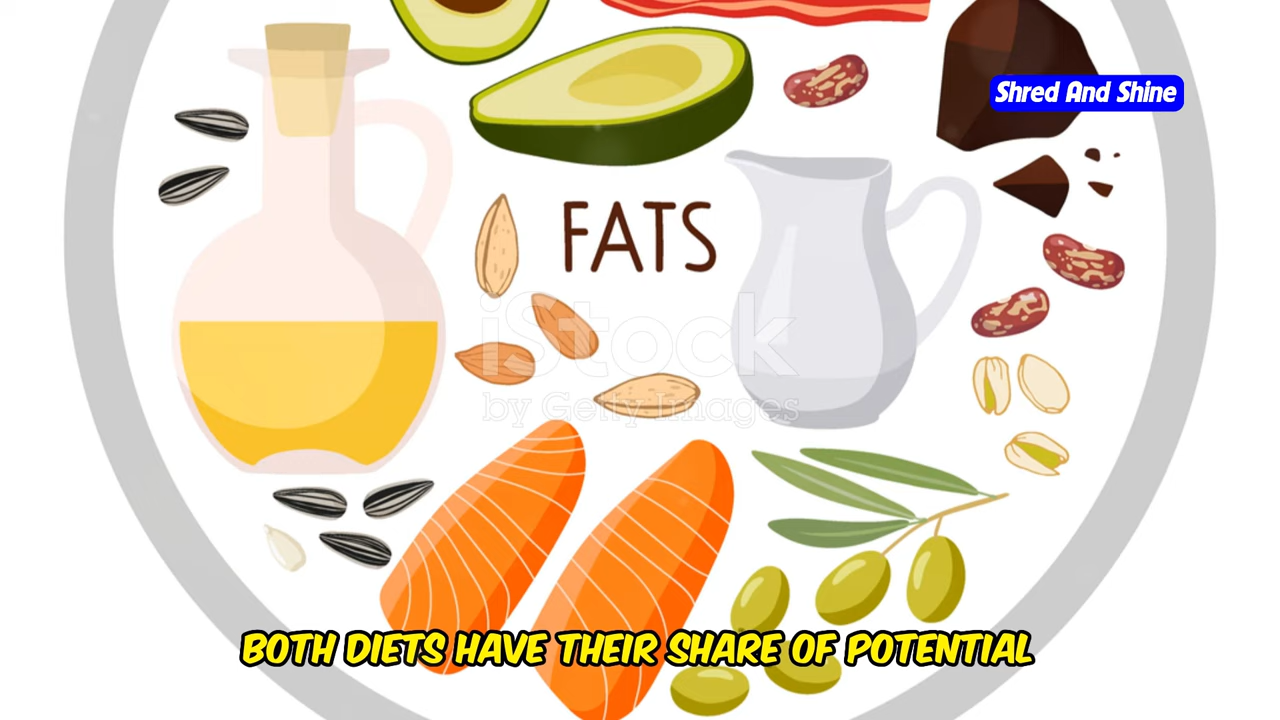 Shred And Shine
FATS
iStock
by Getty Images
BOTH DIETS HAVE THEIR SHARE OF POTENTIAL